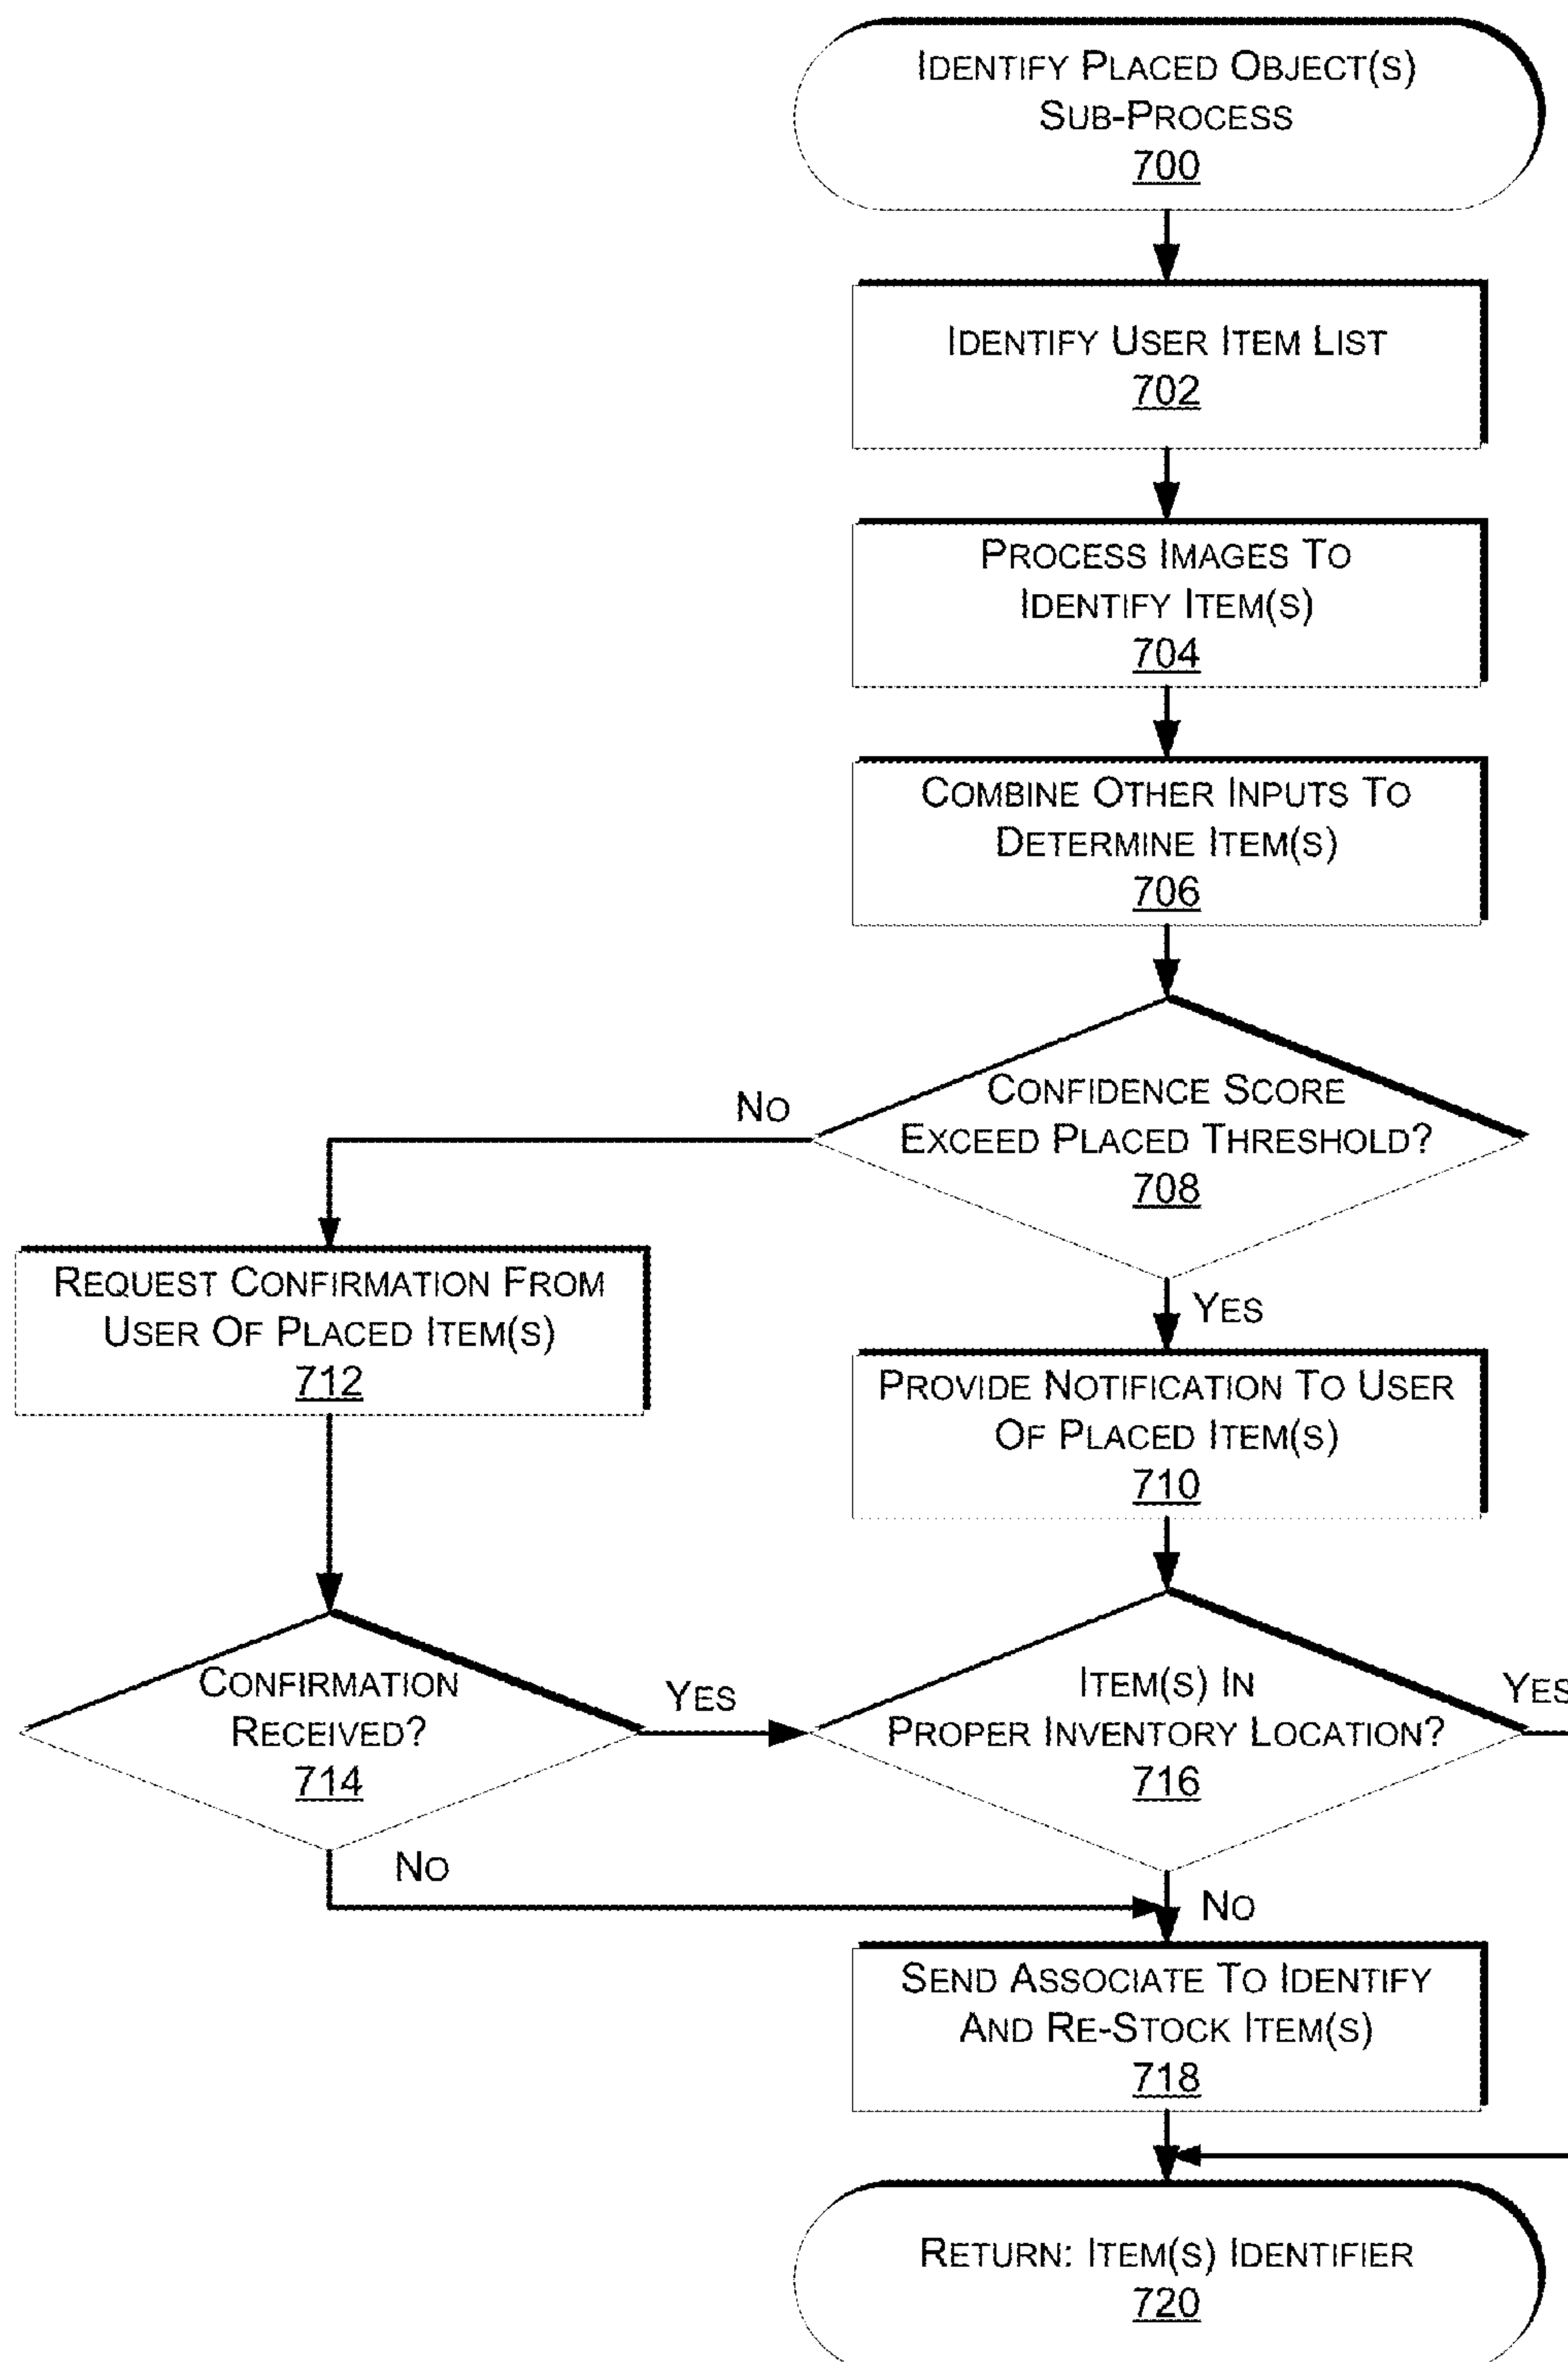 IDENTIFY PLACED OBJECT(S)
SUB-PROCESS
700
IDENTIFY USER ITEM LIST
702
PROCESS IMAGES TO
IDENTIFY ITEM(S)
704
COMBINE OTHER INPUTS TO
DETERMINE ITEM(S)
706
NO
CONFIDENCE SCORE
EXCEED PLACED THRESHOLD?
708
YES
REQUEST CONFIRMATION FROM
USER OF PLACED ITEM(S)
712
PROVIDE NOTIFICATION TO USER
OF PLACED ITEM(S)
710
CONFIRMATION
RECEIVED?
714
YES
ITEM(S) IN
PROPER INVENTORY LOCATION?
716
YES
NO
NO
SEND ASSOCIATE TO IDENTIFY
AND RE-STOCK ITEM(S)
718
RETURN: ITEM(S) IDENTIFIER
720